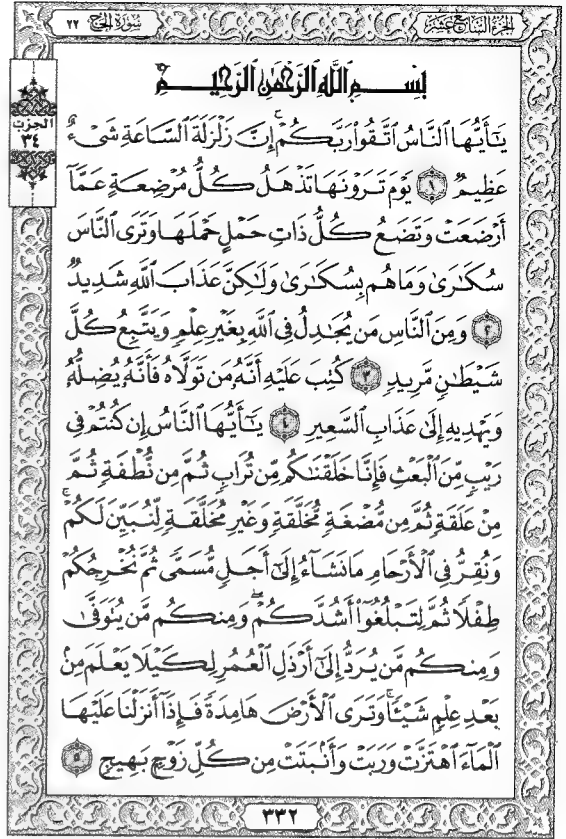 الجزء السابع عشر
سورة الحج ٢٢
الحزب
٣٤
بِسْمِ ٱللَّهِ ٱلرَّحْمَٰنِ ٱلرَّحِيمِ
يَٰٓأَيُّهَا ٱلنَّاسُ ٱتَّقُوا۟ رَبَّكُمْ ۚ إِنَّ زَلْزَلَةَ ٱلسَّاعَةِ شَىْءٌ
عَظِيمٌ ١ يَوْمَ تَرَوْنَهَا تَذْهَلُ كُلُّ مُرْضِعَةٍ عَمَّآ
أَرْضَعَتْ وَتَضَعُ كُلُّ ذَاتِ حَمْلٍ حَمْلَهَا وَتَرَى ٱلنَّاسَ
سُكَٰرَىٰ وَمَا هُم بِسُكَٰرَىٰ وَلَٰكِنَّ عَذَابَ ٱللَّهِ شَدِيدٌ
٢ وَمِنَ ٱلنَّاسِ مَن يُجَٰدِلُ فِى ٱللَّهِ بِغَيْرِ عِلْمٍ وَيَتَّبِعُ كُلَّ
شَيْطَٰنٍ مَّرِيدٍ ٣ كُتِبَ عَلَيْهِ أَنَّهُۥ مَن تَوَلَّاهُ فَأَنَّهُۥ يُضِلُّهُۥ
وَيَهْدِيهِ إِلَىٰ عَذَابِ ٱلسَّعِيرِ ٤ يَٰٓأَيُّهَا ٱلنَّاسُ إِن كُنتُمْ فِى
رَيْبٍ مِّنَ ٱلْبَعْثِ فَإِنَّا خَلَقْنَٰكُم مِّن تُرَابٍ ثُمَّ مِن نُّطْفَةٍ ثُمَّ
مِنْ عَلَقَةٍ ثُمَّ مِن مُّضْغَةٍ مُّخَلَّقَةٍ وَغَيْرِ مُخَلَّقَةٍ لِّنُبَيِّنَ لَكُمْ ۚ
وَنُقِرُّ فِى ٱلْأَرْحَامِ مَا نَشَآءُ إِلَىٰٓ أَجَلٍ مُّسَمًّى ثُمَّ نُخْرِجُكُمْ
طِفْلًا ثُمَّ لِتَبْلُغُوٓا۟ أَشُدَّكُمْ ۖ وَمِنكُم مَّن يُتَوَفَّىٰ
وَمِنكُم مَّن يُرَدُّ إِلَىٰٓ أَرْذَلِ ٱلْعُمُرِ لِكَيْلَا يَعْلَمَ مِنۢ
بَعْدِ عِلْمٍ شَيْـًٔا ۚ وَتَرَى ٱلْأَرْضَ هَامِدَةً فَإِذَآ أَنزَلْنَا عَلَيْهَا
ٱلْمَآءَ ٱهْتَزَّتْ وَرَبَتْ وَأَنۢبَتَتْ مِن كُلِّ زَوْجٍۭ بَهِيجٍ ٥
٣٣٢